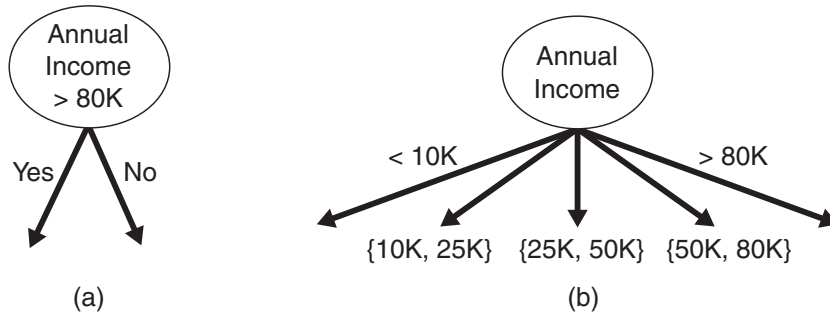 Annual
Income
> 80K
Yes
No
(a)
Annual
Income
< 10K
> 80K
{10K, 25K}
{25K, 50K}
{50K, 80K}
(b)